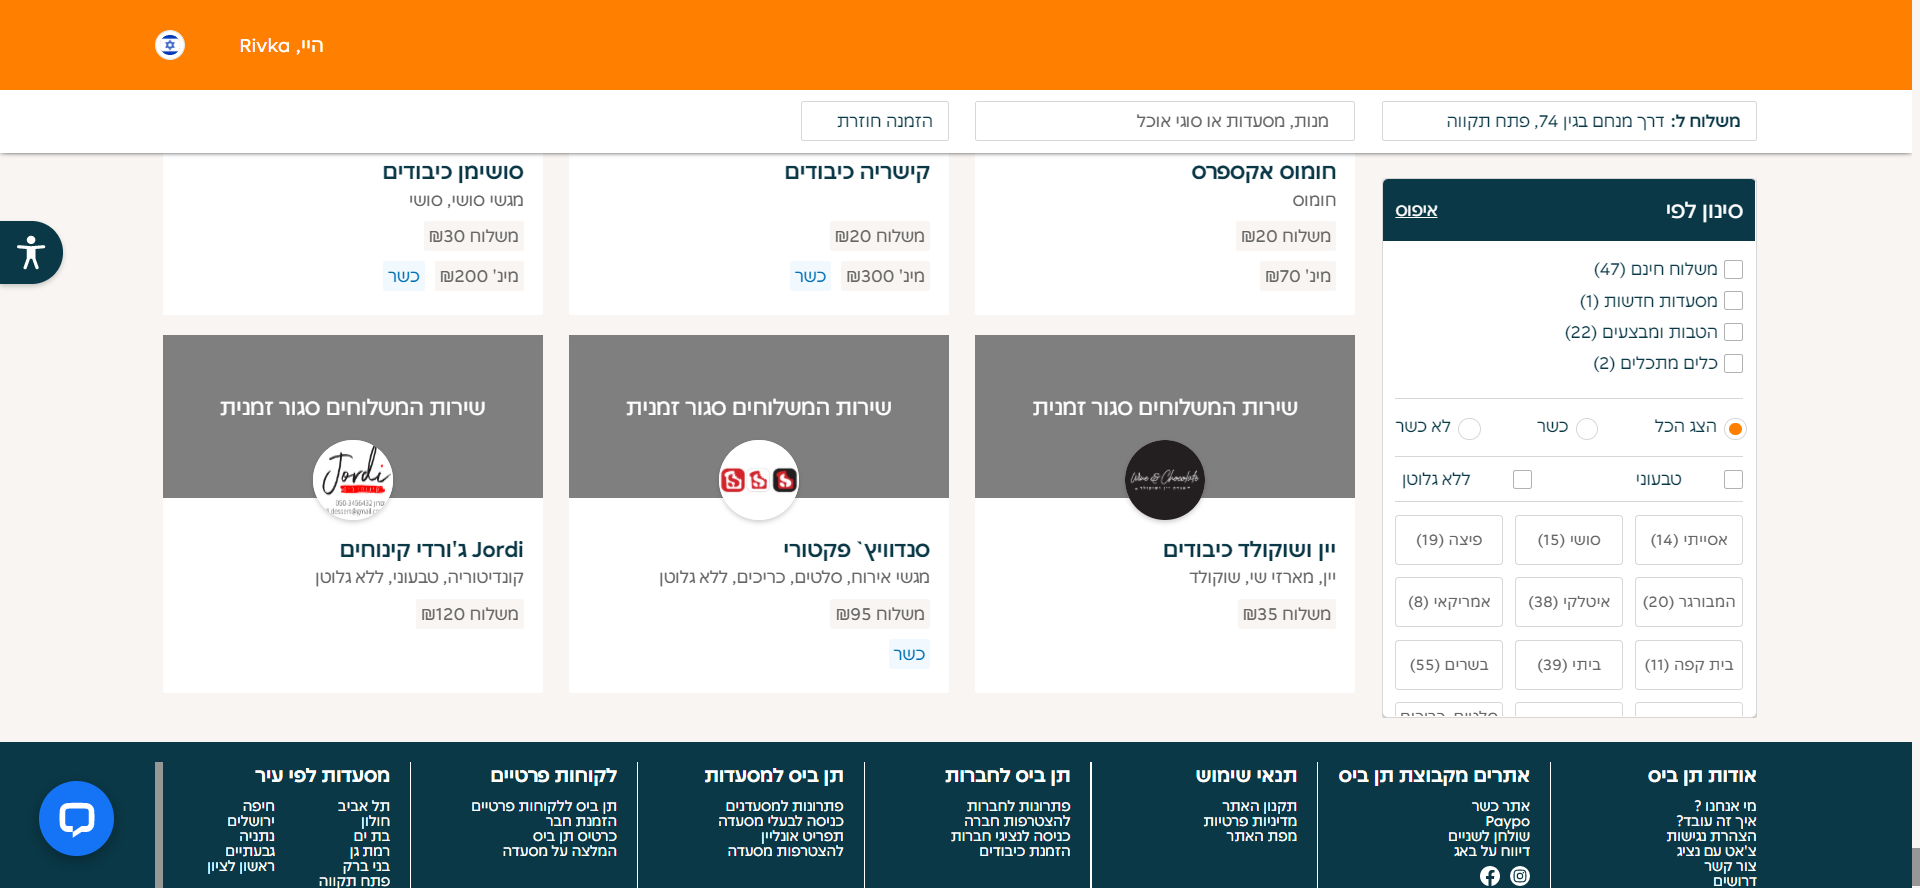 היי, Rivka
משלוח ל: דרך מנחם בגין 74, פתח תקווה
מנות, מסעדות או סוגי אוכל
הזמנה חוזרת
סינון לפי
איפוס
משלוח חינם (47)
מסעדות חדשות (1)
הטבות ומבצעים (22)
כלים מתכלים (2)
הצג הכל
כשר
לא כשר
טבעוני
ללא גלוטן
אסייתי (14)
סושי (15)
פיצה (19)
המבורגר (20)
איטלקי (38)
אמריקאי (8)
בית קפה (11)
ביתי (39)
בשרים (55)
חומוס אקספרס
חומוס
משלוח ₪20
מינ' ₪70
קישריה כיבודים
משלוח ₪20
מינ' ₪300
כשר
סושימן כיבודים
מגשי סושי, סושי
משלוח ₪30
מינ' ₪200
כשר
שירות המשלוחים סגור זמנית
Wine & Chocolate
יין ושוקולד כיבודים
יין, מארזי שי, שוקולד
משלוח ₪35
שירות המשלוחים סגור זמנית
סנדוויץ` פקטורי
מגשי אירוח, סלטים, כריכים, ללא גלוטן
משלוח ₪95
כשר
שירות המשלוחים סגור זמנית
Jordi
Jordi ג'ורדי קינוחים
קונדיטוריה, טבעוני, ללא גלוטן
משלוח ₪120
אודות תן ביס
מי אנחנו ?
איך זה עובד?
הצהרת נגישות
צ'אט עם נציג
צור קשר
דרושים
אתרים מקבוצת תן ביס
אתר כשר
Paypo
שולחן לשניים
דיווח על באג
תנאי שימוש
תקנון האתר
מדיניות פרטיות
מפת האתר
תן ביס לחברות
פתרונות לחברות
להצטרפות חברה
כניסה לנציגי חברות
הזמנת כיבודים
תן ביס למסעדות
פתרונות למסעדנים
כניסה לבעלי מסעדה
תפריט אונליין
להצטרפות מסעדה
לקוחות פרטיים
תן ביס ללקוחות פרטיים
הזמנת חבר
כרטיס תן ביס
המלצה על מסעדה
מסעדות לפי עיר
תל אביב
חולון
בת ים
רמת גן
בני ברק
פתח תקווה
חיפה
ירושלים
נתניה
גבעתיים
ראשון לציון